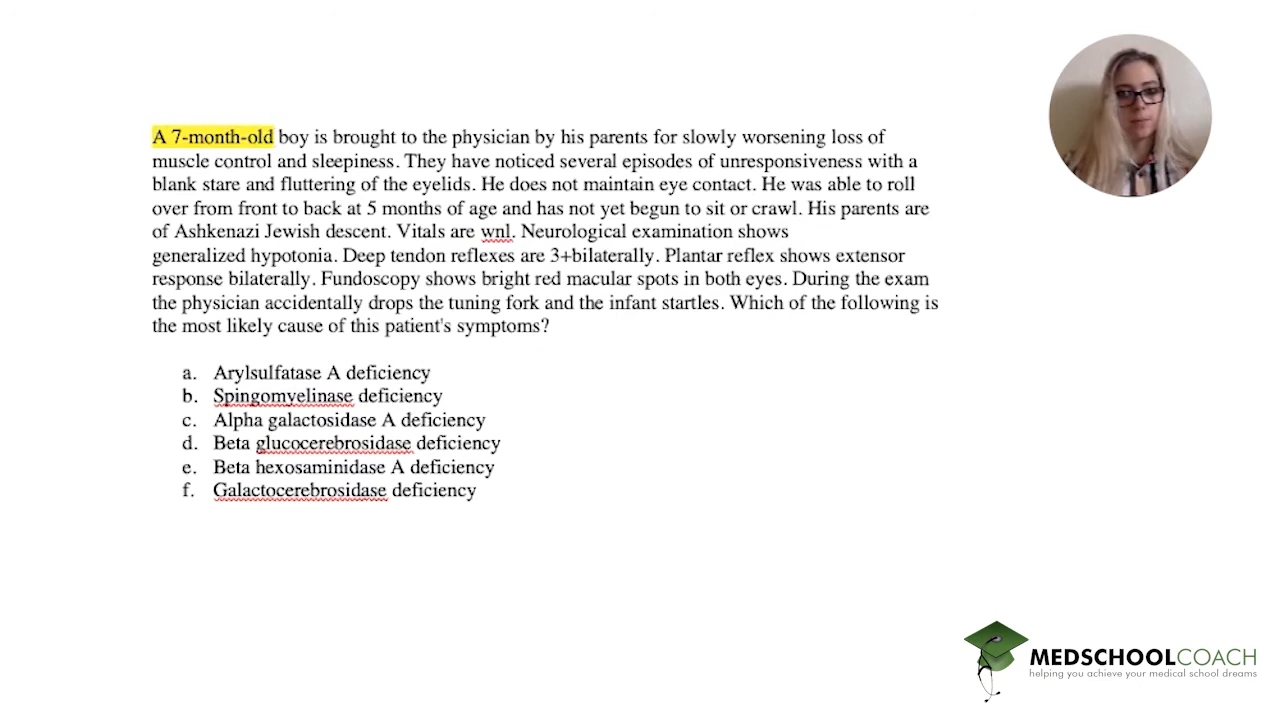 A 7-month-old boy is brought to the physician by his parents for slowly worsening loss of
muscle control and sleepiness. They have noticed several episodes of unresponsiveness with a
blank stare and fluttering of the eyelids. He does not maintain eye contact. He was able to roll
over from front to back at 5 months of age and has not yet begun to sit or crawl. His parents are
of Ashkenazi Jewish descent. Vitals are wnl. Neurological examination shows
generalized hypotonia. Deep tendon reflexes are 3+bilaterally. Plantar reflex shows extensor
response bilaterally. Fundoscopy shows bright red macular spots in both eyes. During the exam
the physician accidentally drops the tuning fork and the infant startles. Which of the following is
the most likely cause of this patient's symptoms?
a. Arylsulfatase A deficiency
b. Spingomyelinase deficiency
c. Alpha galactosidase A deficiency
d. Beta glucocerebrosidase deficiency
e. Beta hexosaminidase A deficiency
f. Galactocerebrosidase deficiency
MEDSCHOOLCOACH
helping you achieve your medical school dreams